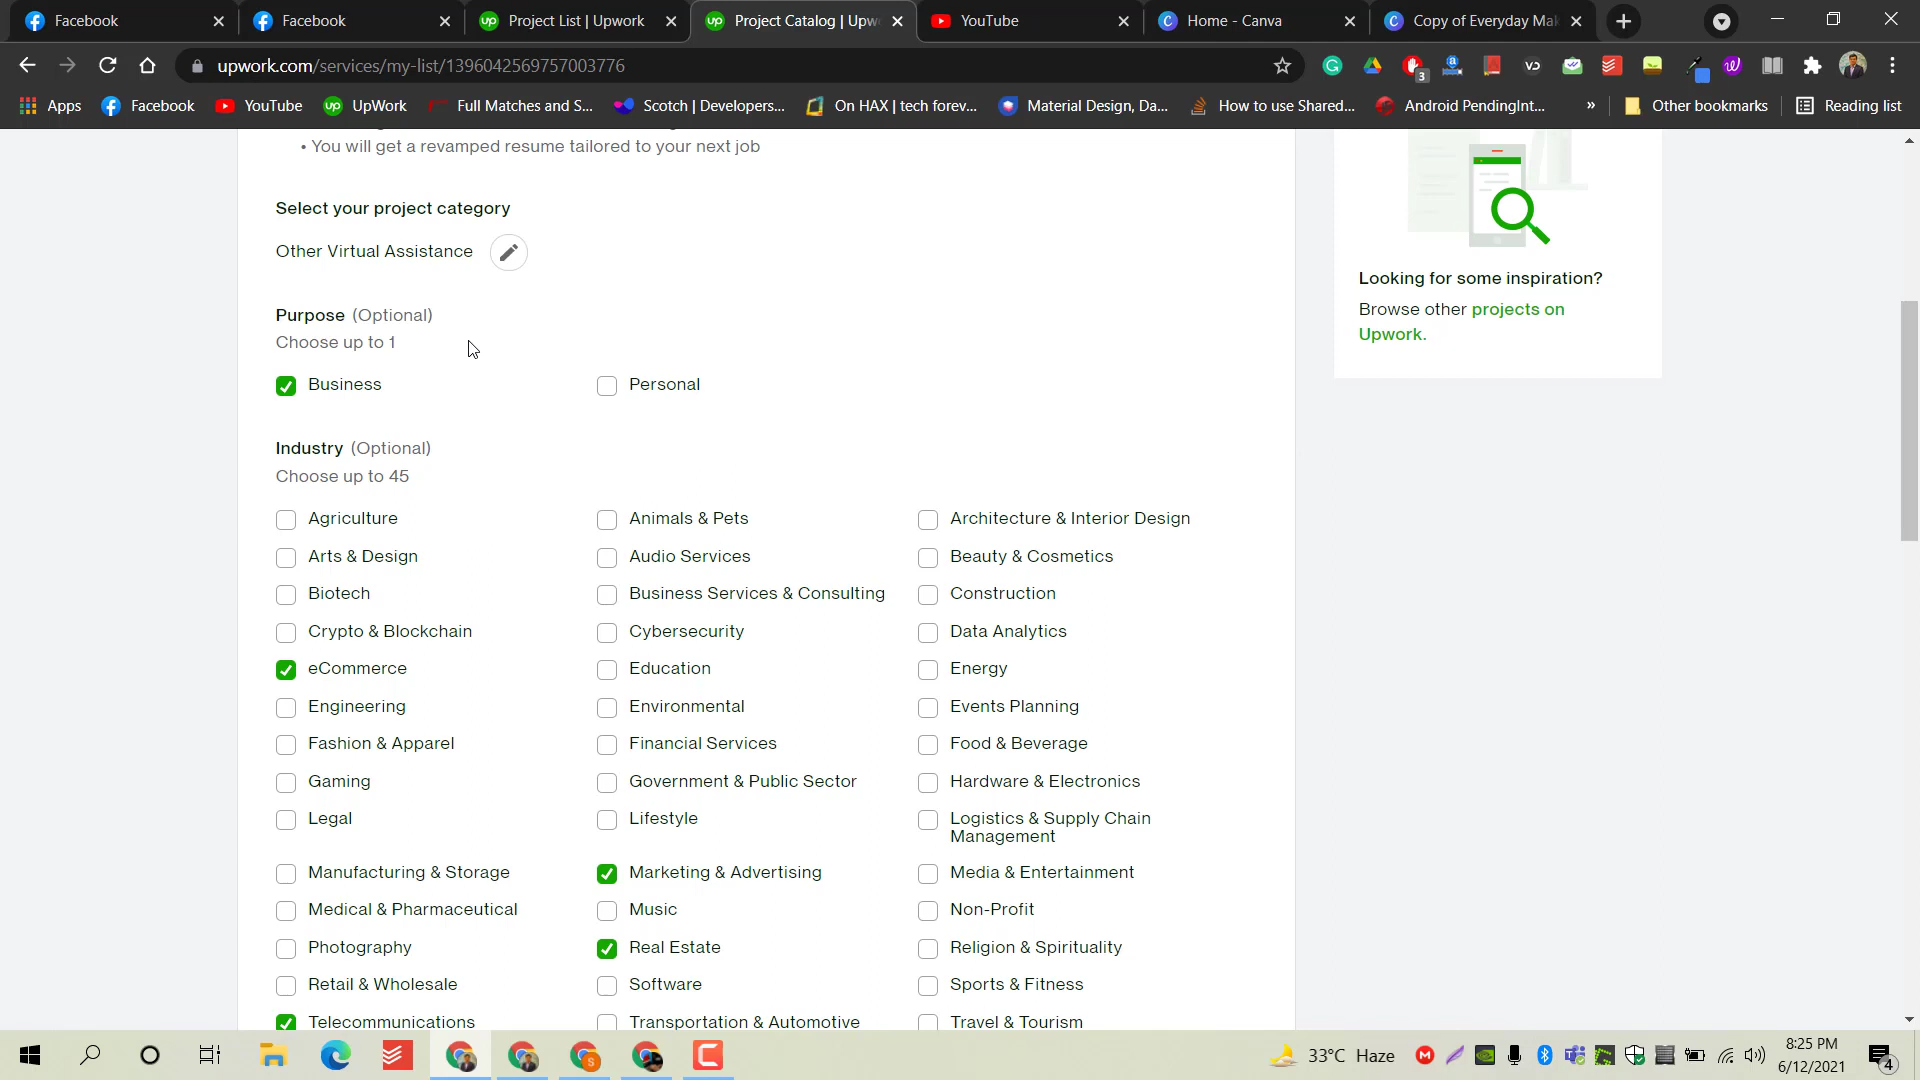 Facebook
Facebook
Project List | Upwork
Project Catalog | Upw
YouTube
Home - Canva
Copy of Everyday Mak
upwork.com/services/my-list/1396042569757003776
3
Apps
Facebook
YouTube
UpWork
Full Matches and S...
Scotch | Developers...
On HAX | tech forev...
Material Design, Da...
How to use Shared...
Android PendingInt...
»
Other bookmarks
Reading list
• You will get a revamped resume tailored to your next job
Select your project category
Other Virtual Assistance
Purpose (Optional)
Choose up to 1
Business
Personal
Industry (Optional)
Choose up to 45
Agriculture
Animals & Pets
Architecture & Interior Design
Arts & Design
Audio Services
Beauty & Cosmetics
Biotech
Business Services & Consulting
Construction
Crypto & Blockchain
Cybersecurity
Data Analytics
eCommerce
Education
Energy
Engineering
Environmental
Events Planning
Fashion & Apparel
Financial Services
Food & Beverage
Gaming
Government & Public Sector
Hardware & Electronics
Legal
Lifestyle
Logistics & Supply Chain
Management
Manufacturing & Storage
Marketing & Advertising
Media & Entertainment
Medical & Pharmaceutical
Music
Non-Profit
Photography
Real Estate
Religion & Spirituality
Retail & Wholesale
Software
Sports & Fitness
Telecommunications
Transportation & Automotive
Travel & Tourism
Looking for some inspiration?
Browse other projects on
Upwork.
33°C Haze
8:25 PM
6/12/2021
4